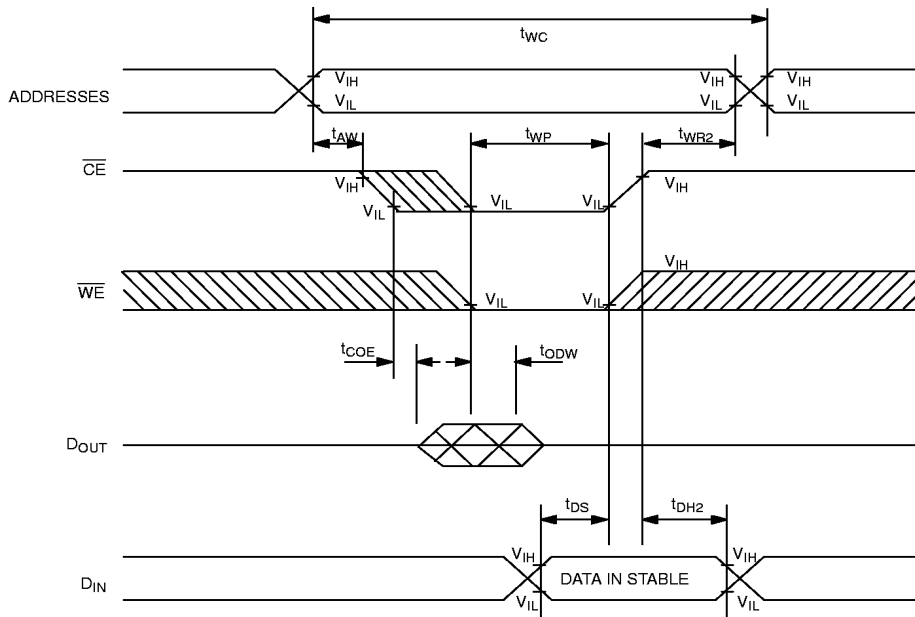 tWC
ADDRESSES VIH VIH VIH
VIL VIL VIL
tAW tWP tWR2
CE VIH VIH
VIL VIL VIL
VIH
WE VIL VIL
tCOE tODW
DOUT
tDS tDH2
VIH VIH
DIN DATA IN STABLE
VIL VIL